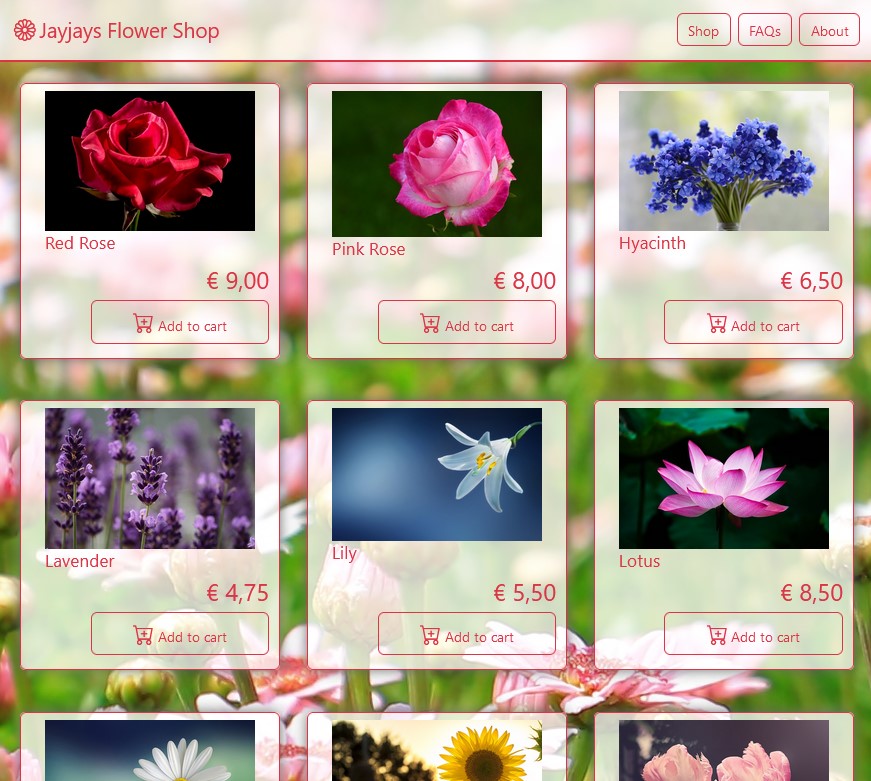 Jayjays Flower Shop
Shop
FAQs
About
Red Rose
€ 9,00
Add to cart
Pink Rose
€ 8,00
Add to cart
Hyacinth
€ 6,50
Add to cart
Lavender
€ 4,75
Add to cart
Lily
€ 5,50
Add to cart
Lotus
€ 8,50
Add to cart